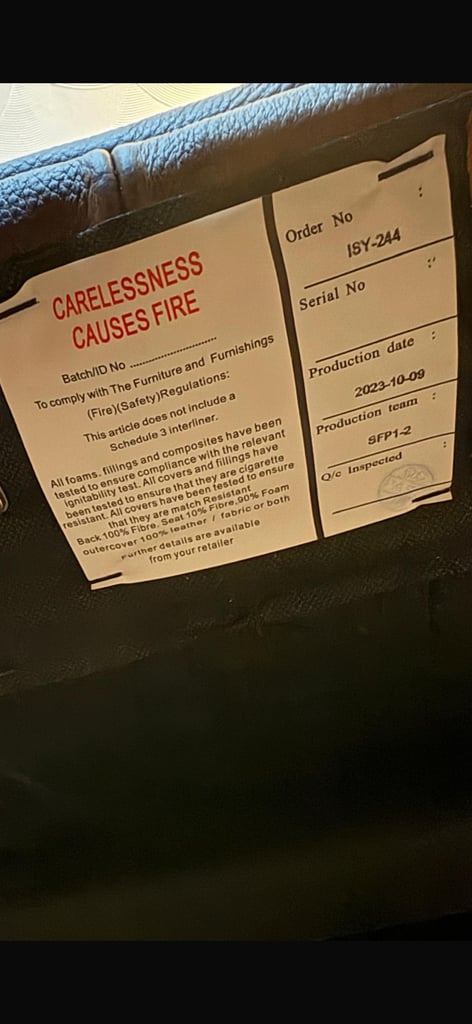 CARELESSNESS
CAUSES FIRE
Batch/ID No ..........................
To comply with The Furniture and Furnishings
(Fire)(Safety)Regulations:
This article does not include a
Schedule 3 interliner.
All foams. fillings and composites have been
tested to ensure compliance with the relevant
ignitability test. All covers and fillings have
been tested to ensure that they are cigarette
resistant. All covers have been tested to ensure
that they are match Resistant
Back 100% Fibre. Seat 10% Fibre.90% Foam
outercover 100% leather / fabric or both
Further details are available
from your retailer
Order No :
ISY-244
Serial No :
Production date :
2023-10-09
Production team :
SFP1-2
Q/c Inspected :